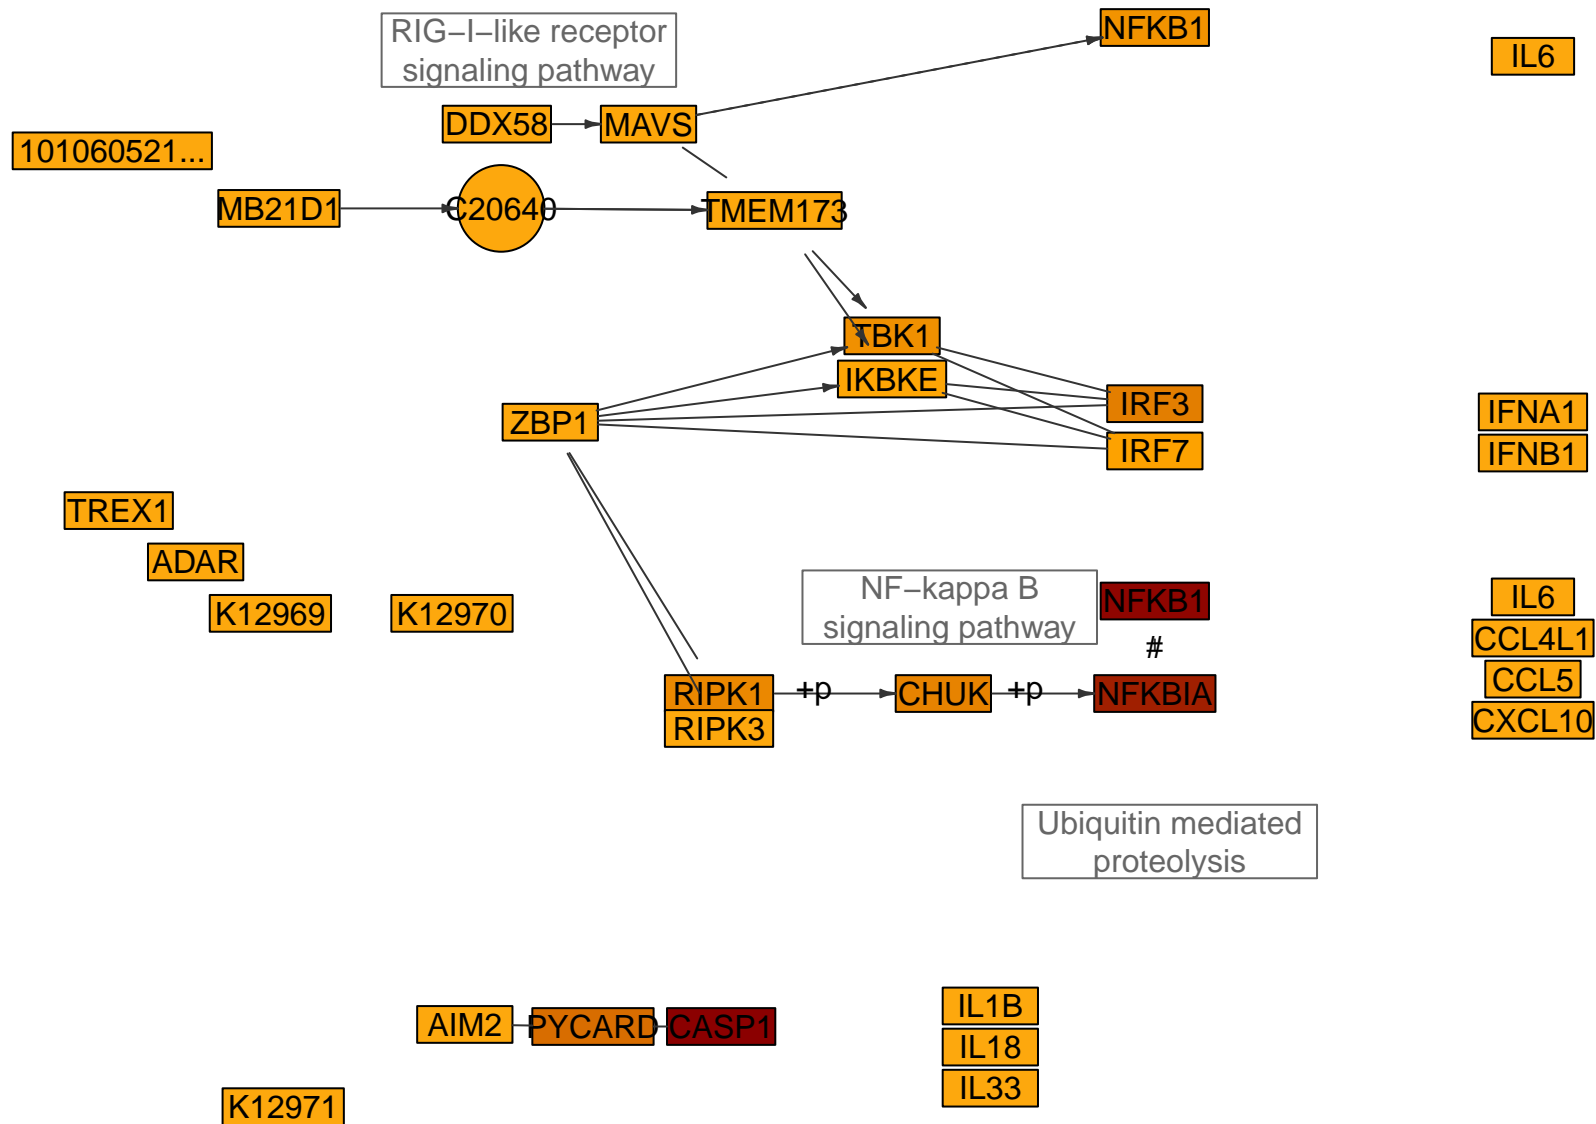 RIG−I−like receptor
signaling pathway
NFKB1
IL6
DDX58
MAVS
101060521...
MB21D1
C20640
TMEM173
TBK1
IKBKE
ZBP1
IRF3
IRF7
IFNA1
IFNB1
TREX1
ADAR
K12969
K12970
NF−kappa B
signaling pathway
NFKB1
#
IL6
CCL4L1
CCL5
CXCL10
RIPK1
+p
CHUK
+p
NFKBIA
RIPK3
Ubiquitin mediated
proteolysis
AIM2
PYCARD
CASP1
IL1B
IL18
IL33
K12971